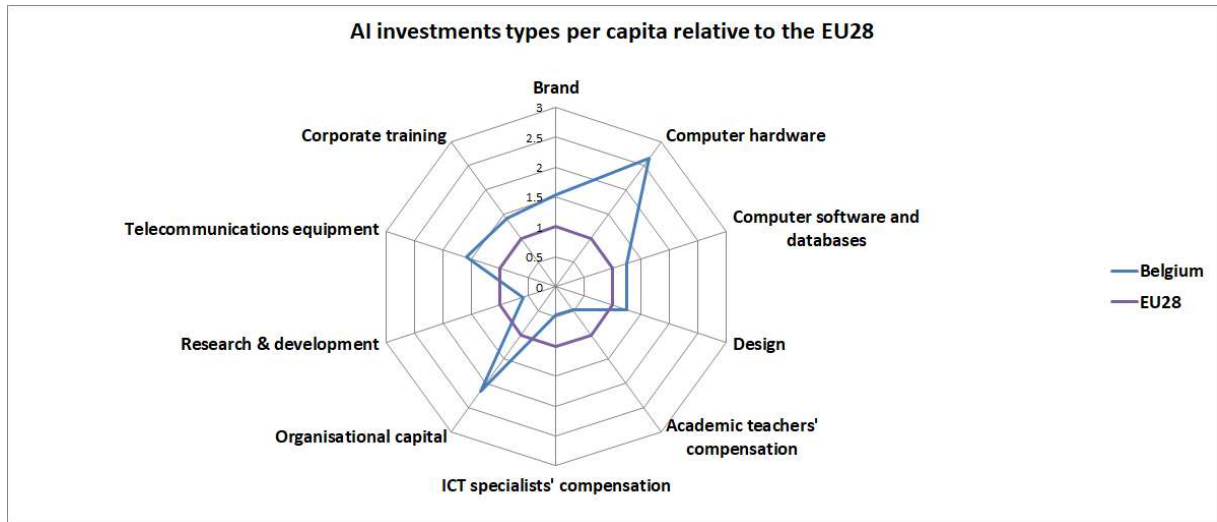 AI investments types per capita relative to the EU28
Brand
3
2.5
2
1.5
1
0.5
0
Computer hardware
Computer software and
databases
Design
Academic teachers'
compensation
ICT specialists' compensation
Organisational capital
Research & development
Telecommunications equipment
Corporate training
Belgium
EU28